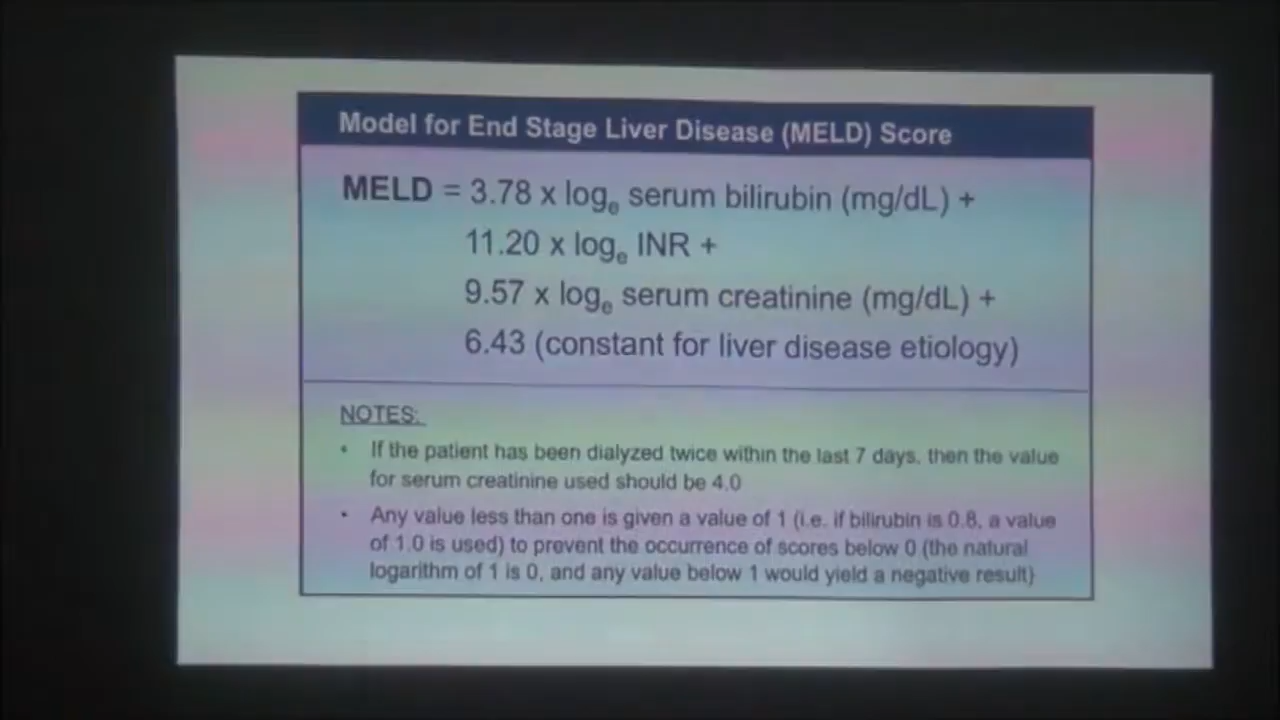 Model for End Stage Liver Disease (MELD) Score
MELD = 3.78 x logₑ serum bilirubin (mg/dL) +
11.20 x logₑ INR +
9.57 x logₑ serum creatinine (mg/dL) +
6.43 (constant for liver disease etiology)
NOTES:
• If the patient has been dialyzed twice within the last 7 days, then the value
for serum creatinine used should be 4.0
• Any value less than one is given a value of 1 (i.e. if bilirubin is 0.8, a value
of 1.0 is used) to prevent the occurrence of scores below 0 (the natural
logarithm of 1 is 0, and any value below 1 would yield a negative result)